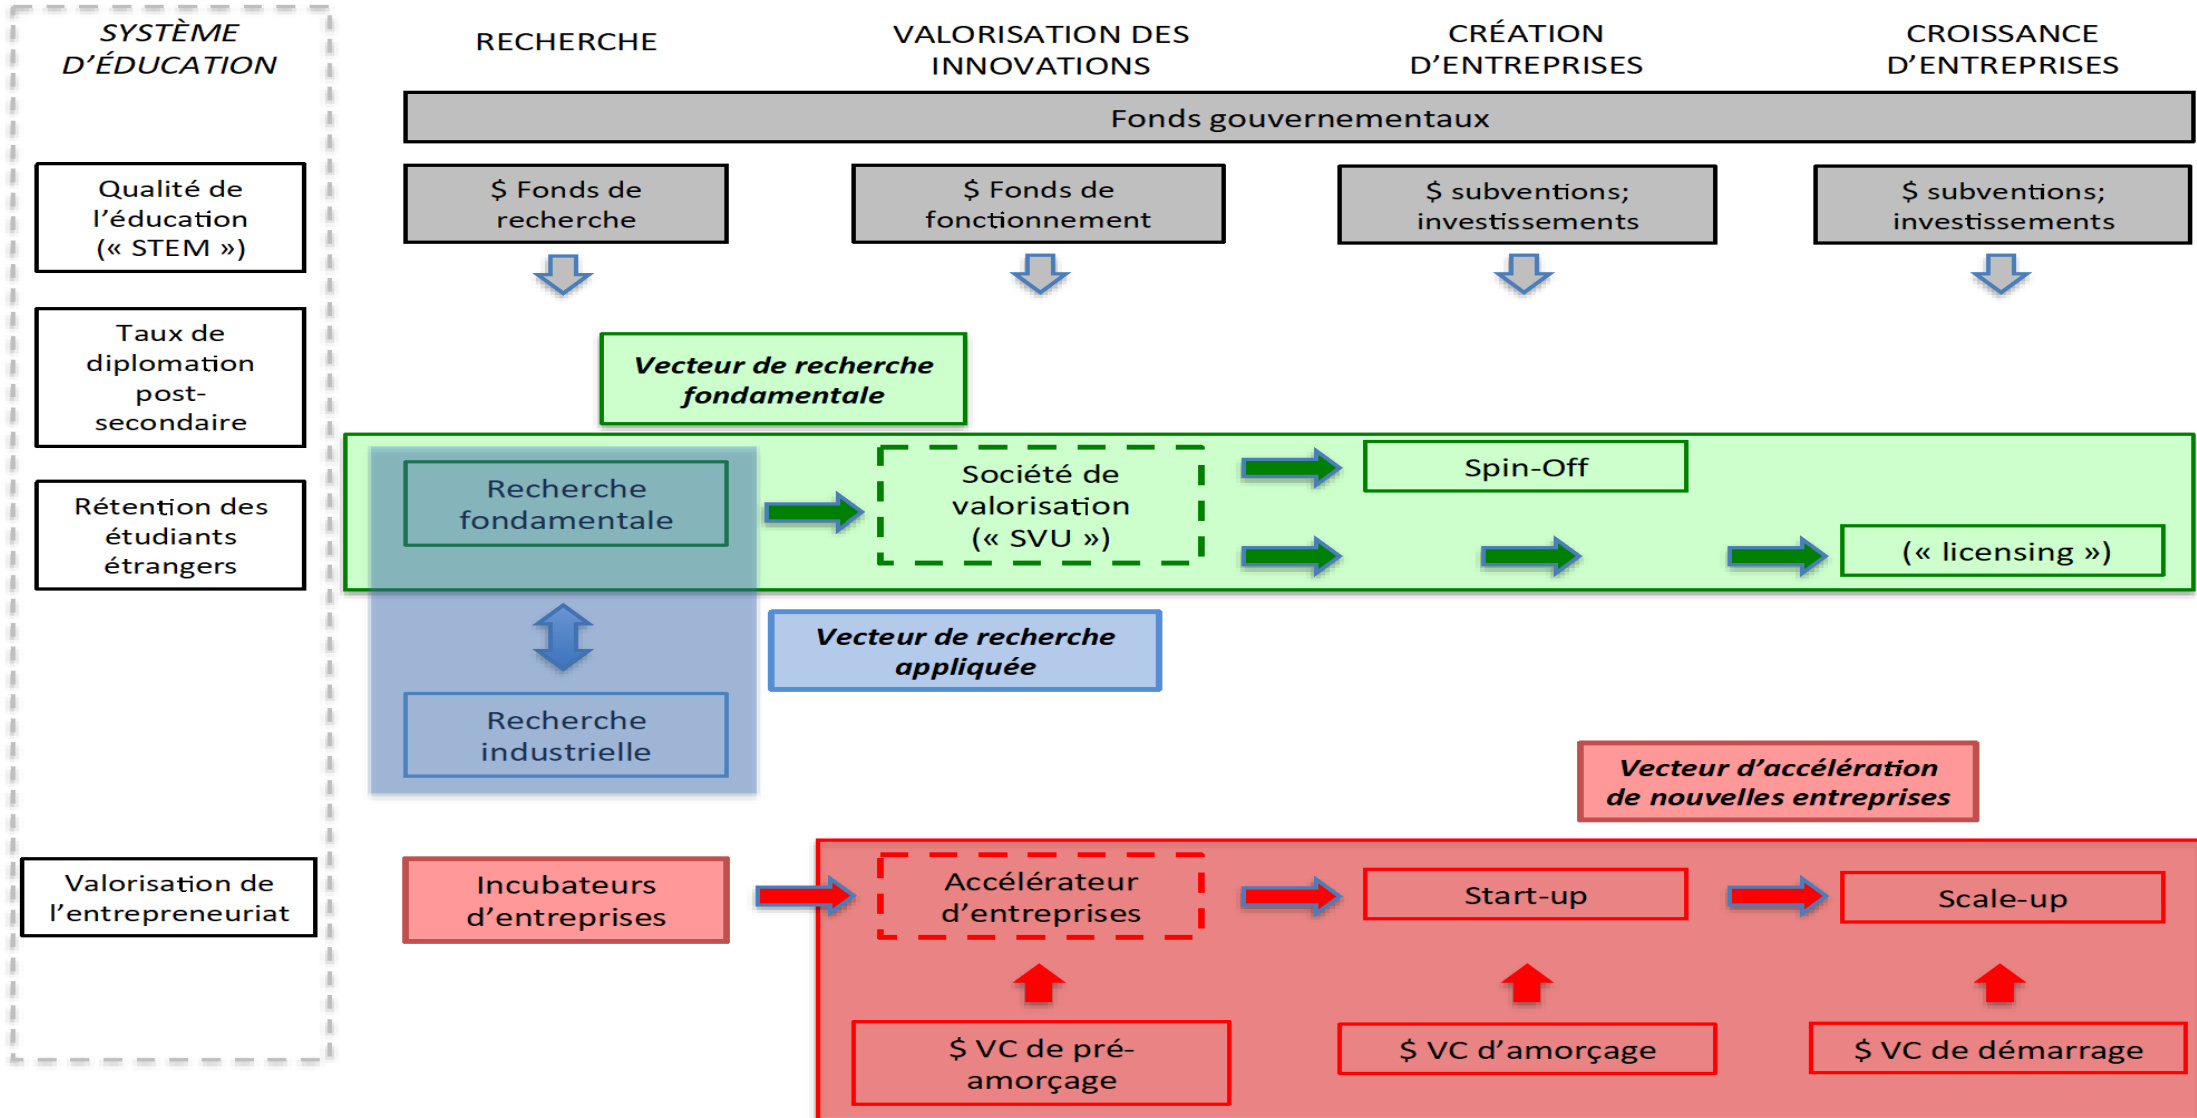 SYSTÈME
D'ÉDUCATION
RECHERCHE
VALORISATION DES
INNOVATIONS
CRÉATION
D'ENTREPRISES
CROISSANCE
D'ENTREPRISES
Fonds gouvernementaux
Qualité de
l'éducation
(« STEM »)
$ Fonds de
recherche
$ Fonds de
fonctionnement
$ subventions;
investissements
$ subventions;
investissements
Taux de
diplomation
post-
secondaire
Vecteur de recherche
fondamentale
Rétention des
étudiants
étrangers
Recherche
fondamentale
Société de
valorisation
(« SVU »)
Spin-Off
(« licensing »)
Vecteur de recherche
appliquée
Recherche
industrielle
Vecteur d'accélération
de nouvelles entreprises
Valorisation de
l'entrepreneuriat
Incubateurs
d'entreprises
Accélérateur
d'entreprises
Start-up
Scale-up
$ VC de pré-
amorçage
$ VC d'amorçage
$ VC de démarrage